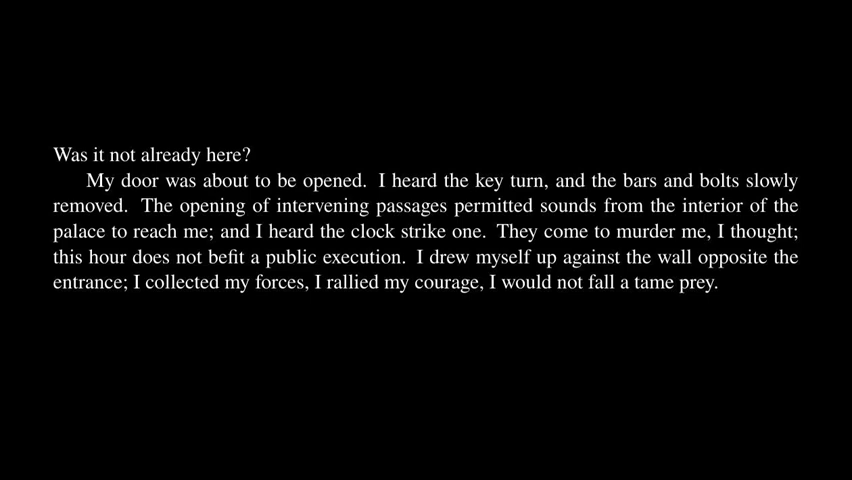 Was it not already here?
My door was about to be opened. I heard the key turn, and the bars and bolts slowly
removed. The opening of intervening passages permitted sounds from the interior of the
palace to reach me; and I heard the clock strike one. They come to murder me, I thought;
this hour does not befit a public execution. I drew myself up against the wall opposite the
entrance; I collected my forces, I rallied my courage, I would not fall a tame prey.